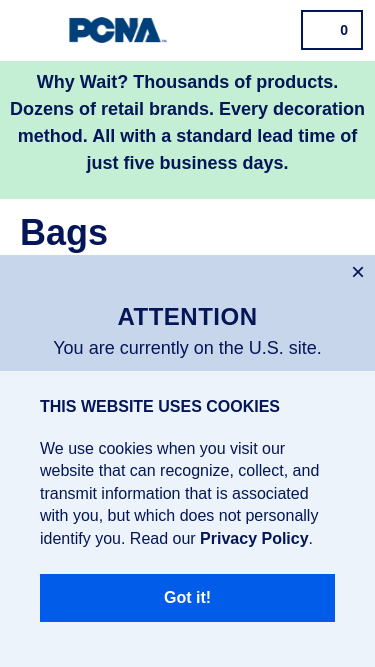 PCNA
0
Why Wait? Thousands of products.
Dozens of retail brands. Every decoration
method. All with a standard lead time of
just five business days.
Bags
×
ATTENTION
You are currently on the U.S. site.
THIS WEBSITE USES COOKIES
We use cookies when you visit our
website that can recognize, collect, and
transmit information that is associated
with you, but which does not personally
identify you. Read our Privacy Policy.
Got it!